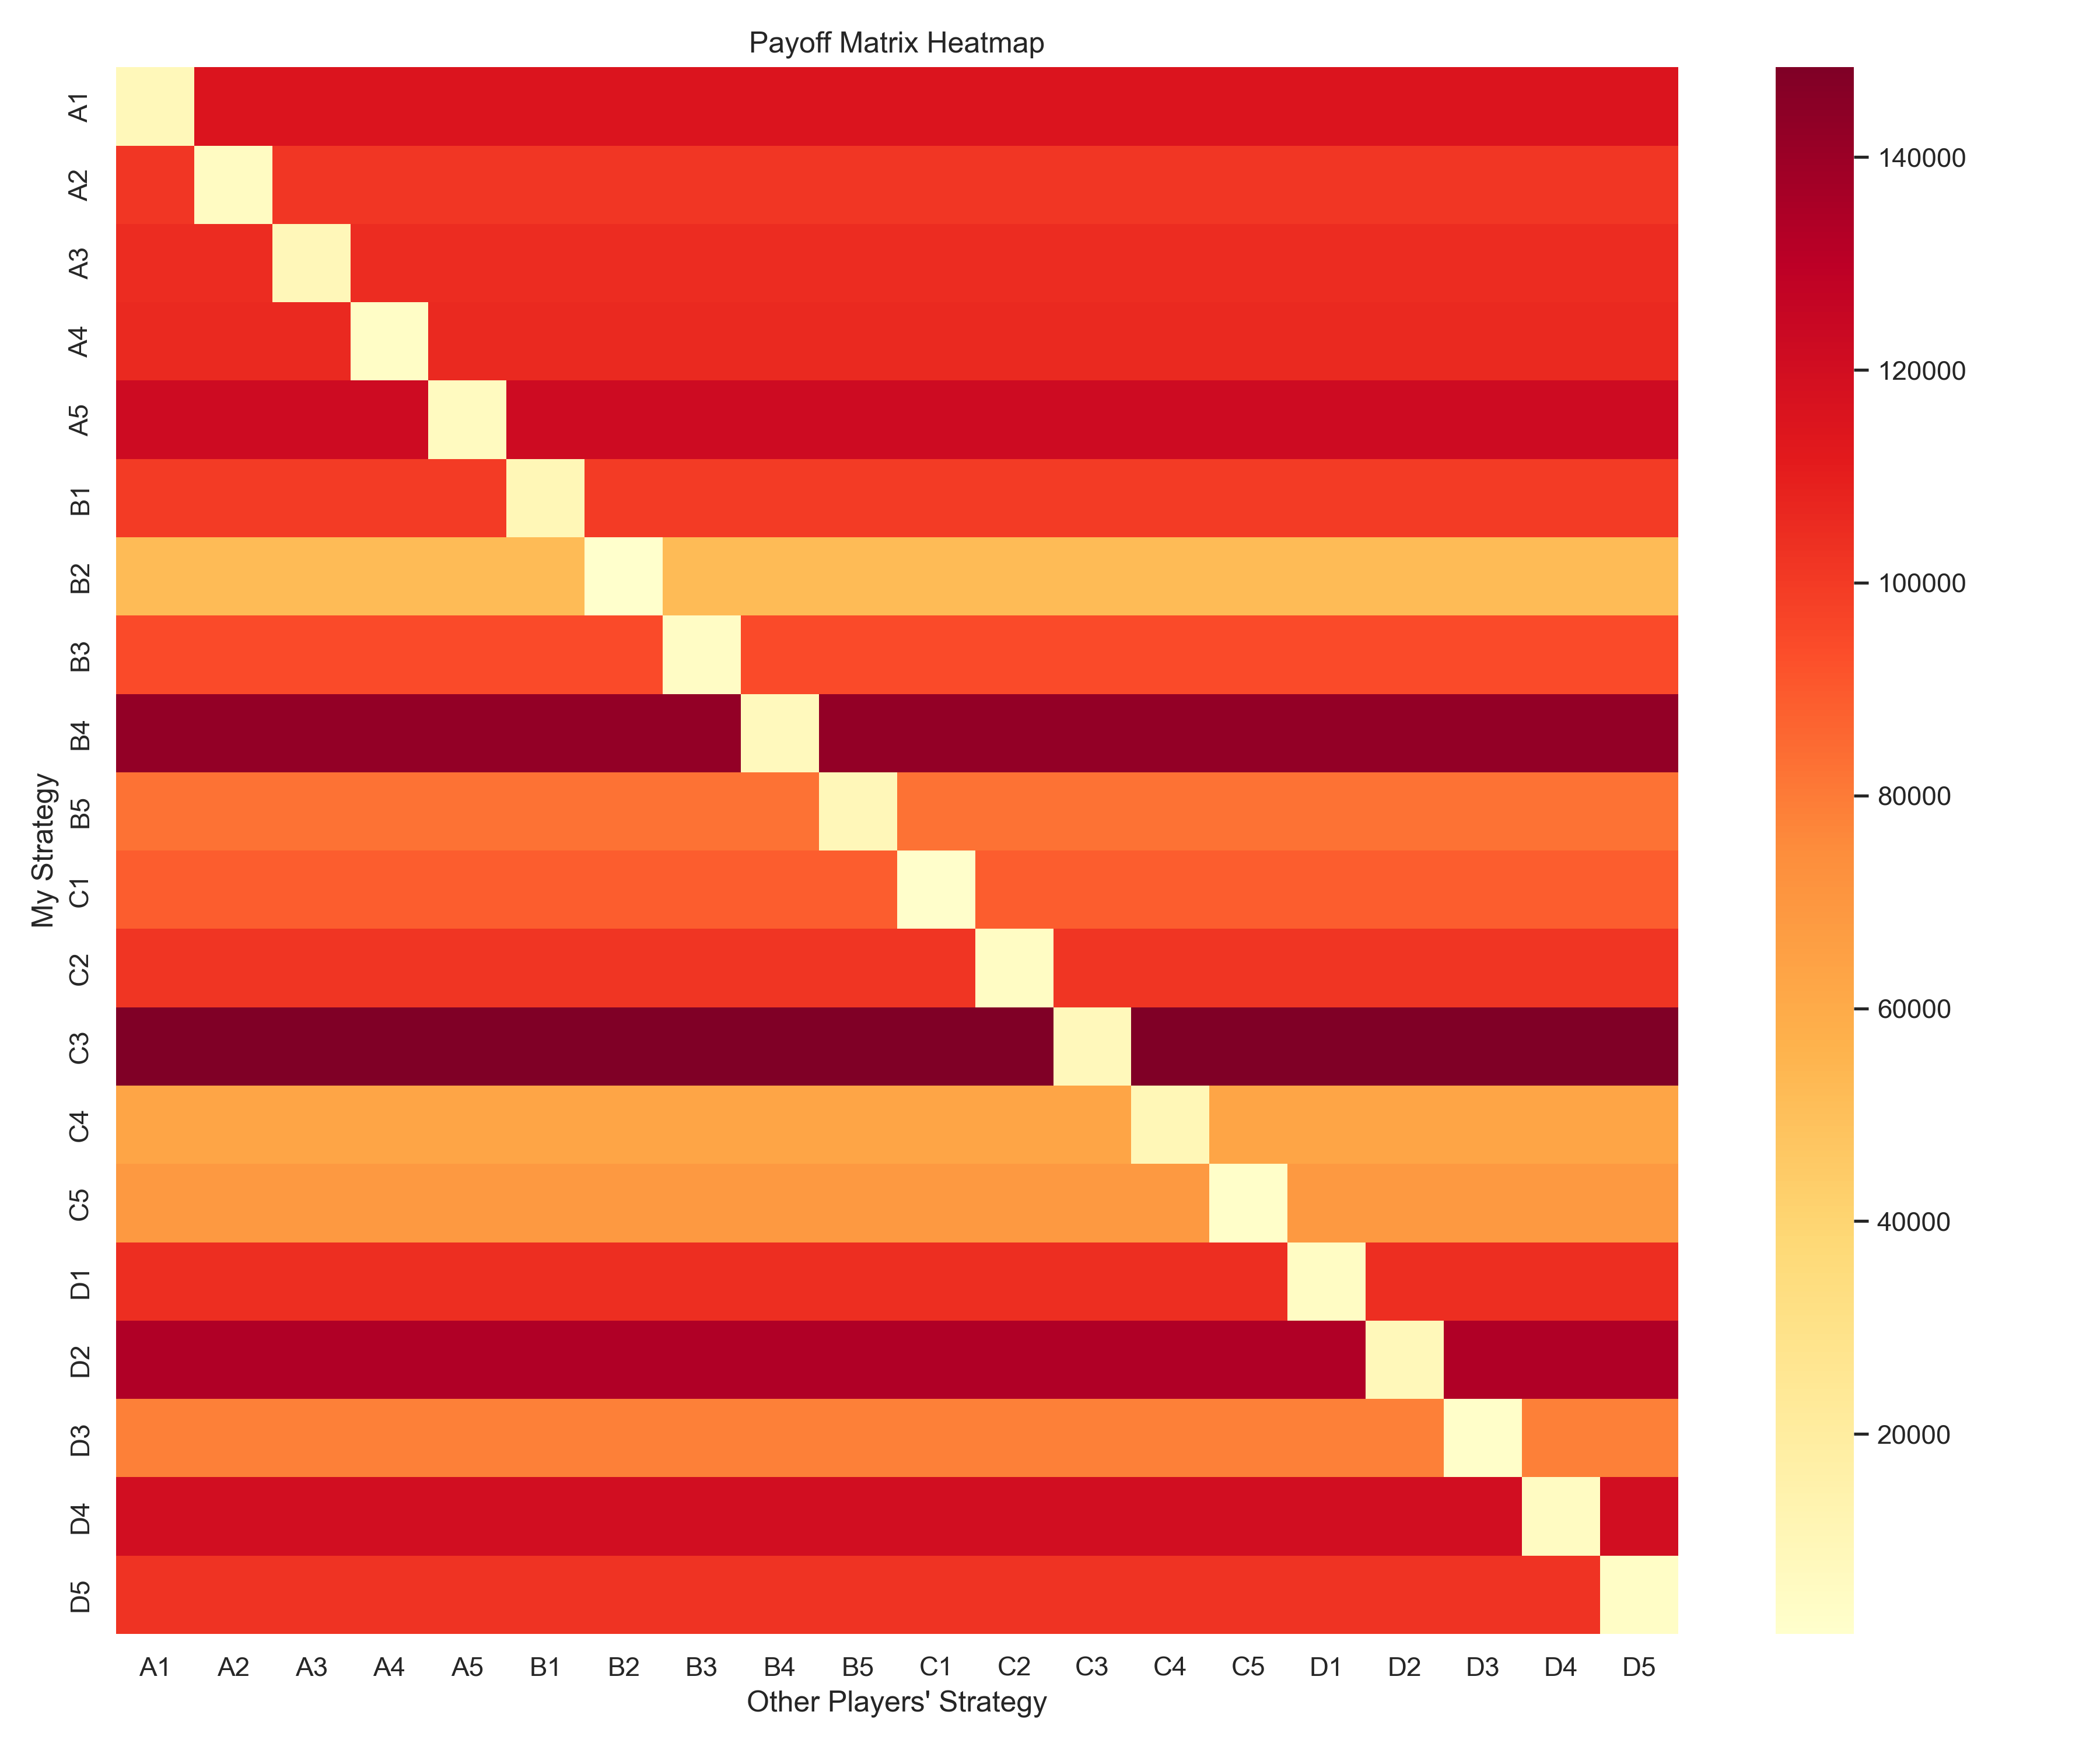 Payoff Matrix Heatmap
My Strategy
A1
A2
A3
A4
A5
B1
B2
B3
B4
B5
C1
C2
C3
C4
C5
D1
D2
D3
D4
D5
A1 A2 A3 A4 A5 B1 B2 B3 B4 B5 C1 C2 C3 C4 C5 D1 D2 D3 D4 D5
Other Players' Strategy
140000
120000
100000
80000
60000
40000
20000